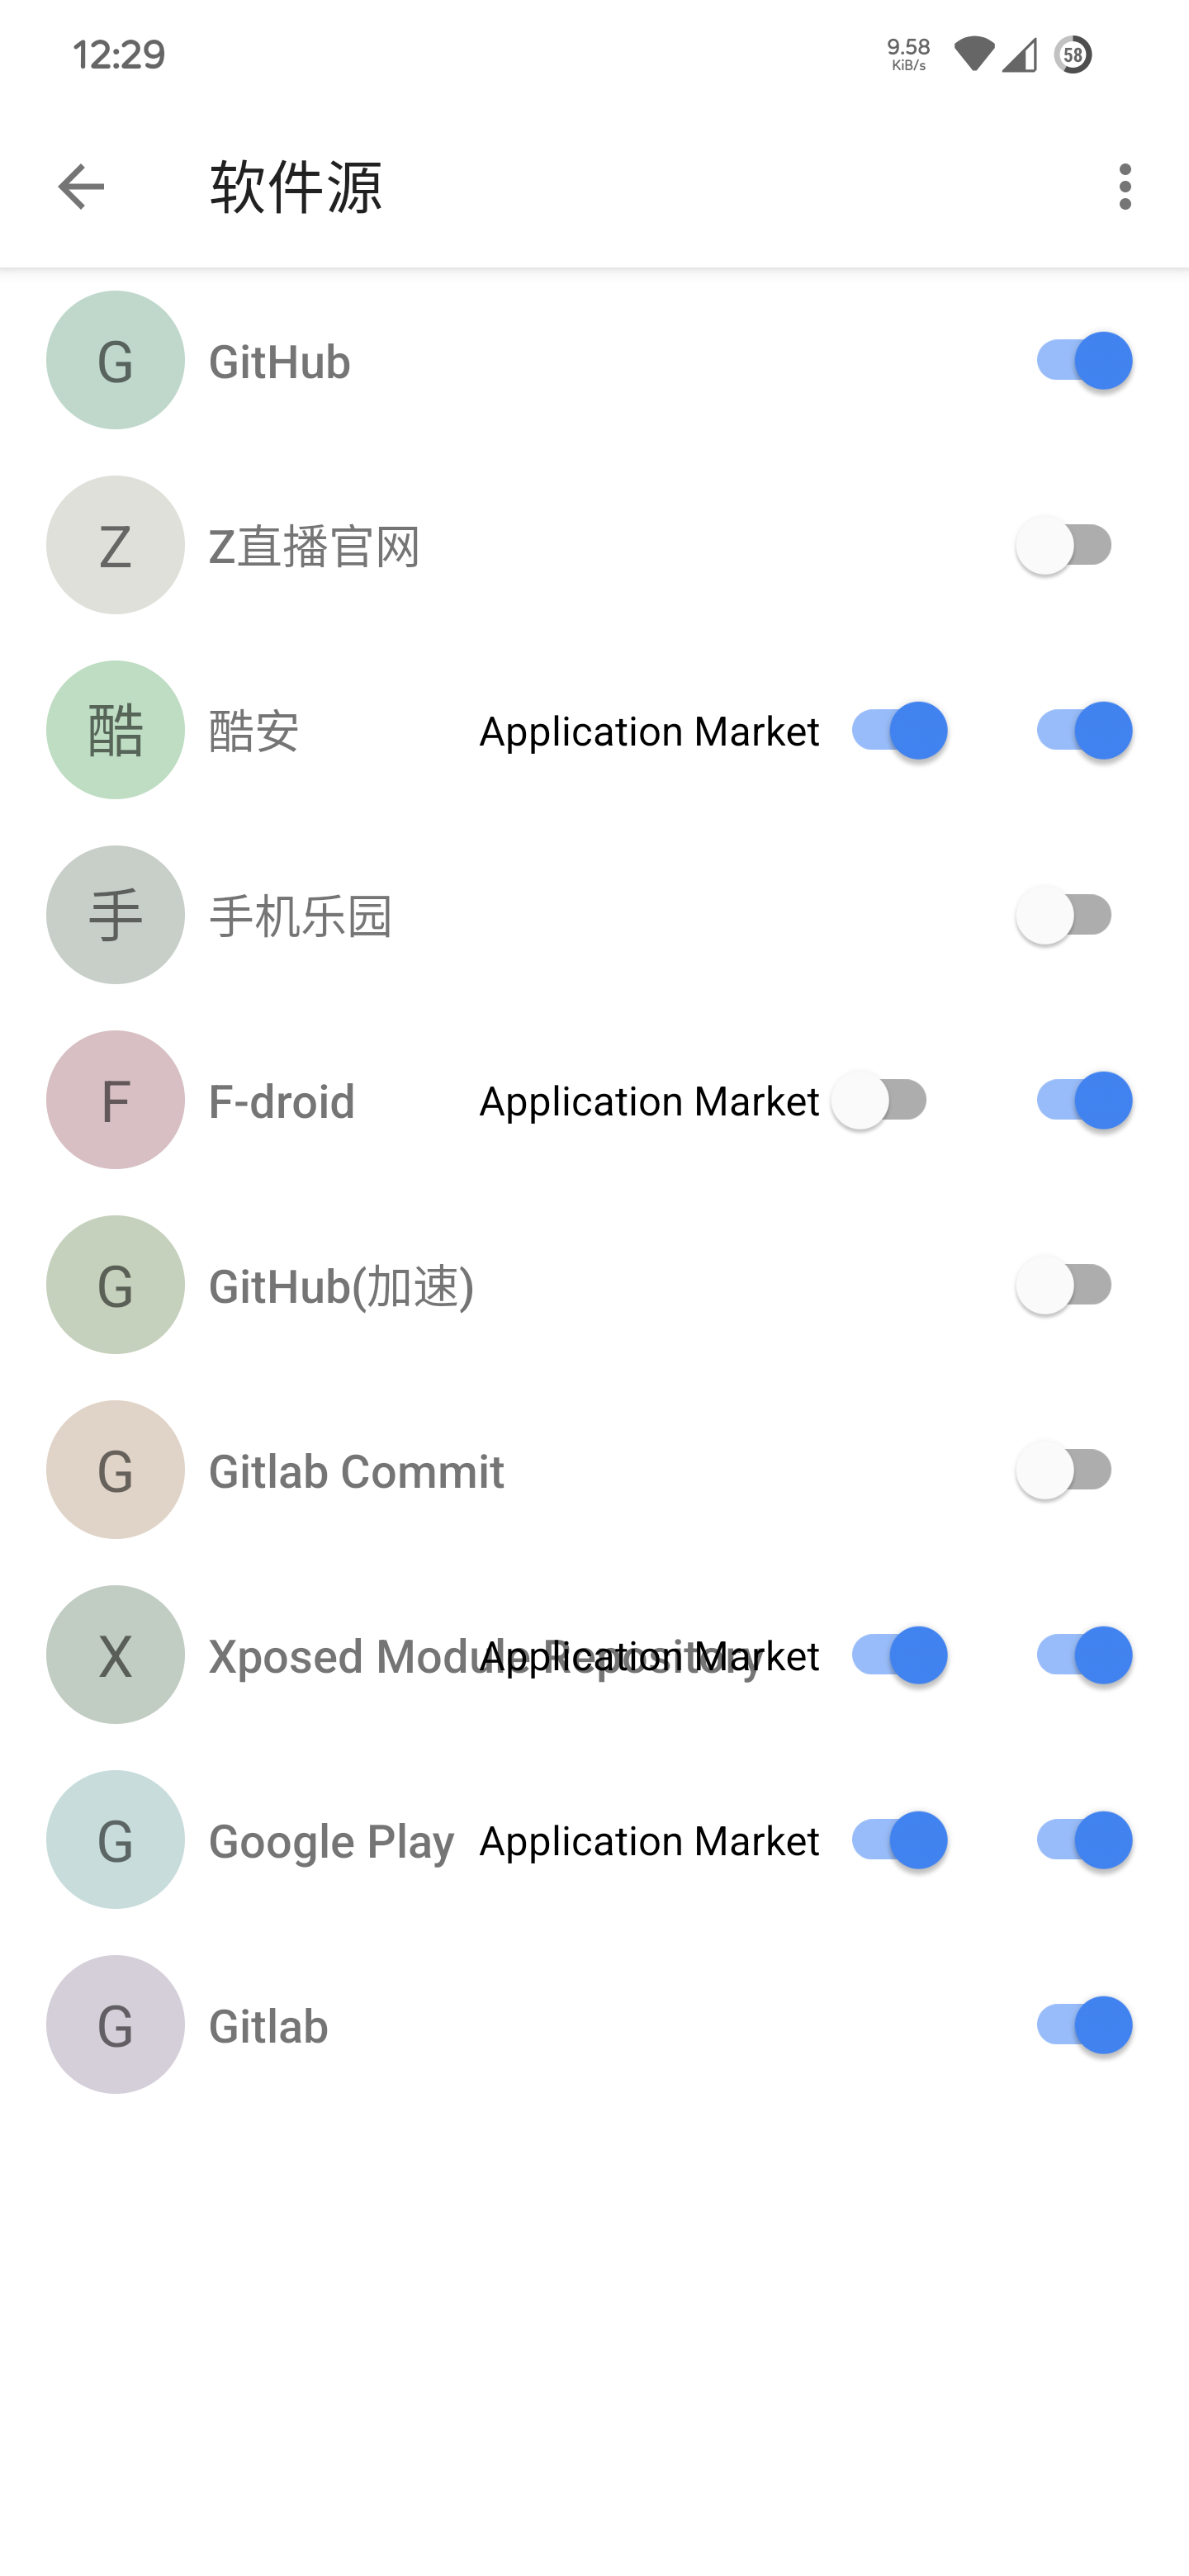 12:29
9.58
KiB/s
58
软件源
G GitHub
Z Z直播官网
酷 酷安 Application Market
手 手机乐园
F F-droid Application Market
G GitHub(加速)
G Gitlab Commit
X Xposed Module Repository Application Market
G Google Play Application Market
G Gitlab